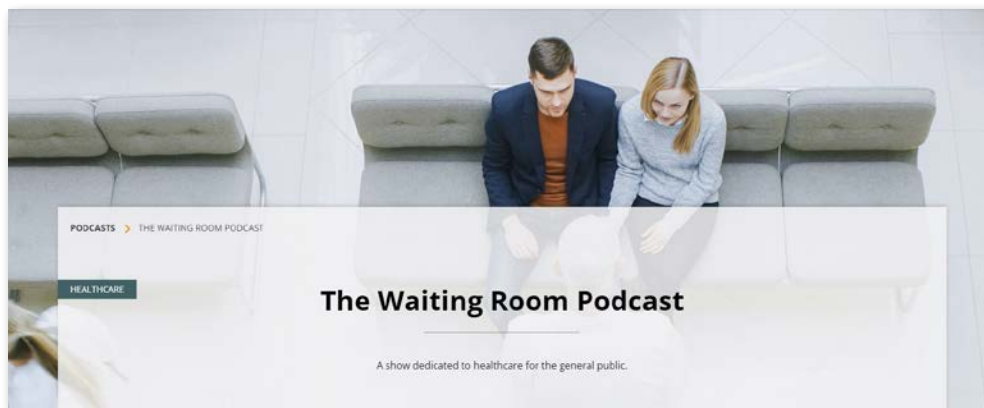 PODCASTS > THE WAITING ROOM PODCAST
HEALTHCARE
The Waiting Room Podcast
A show dedicated to healthcare for the general public.